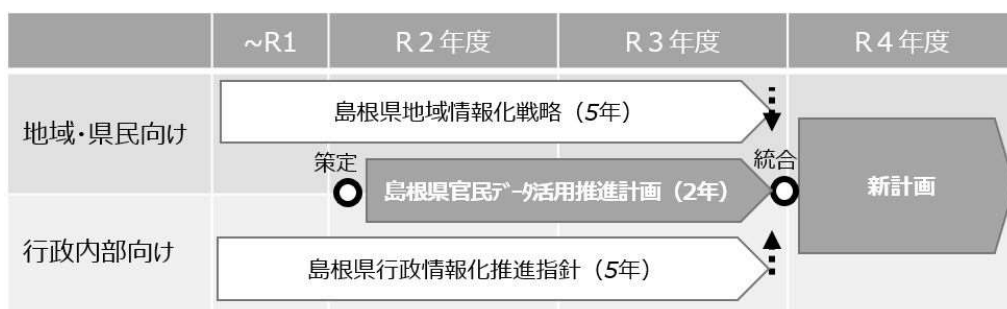 ~R1 R２年度 R３年度 R４年度
地域・県民向け
島根県地域情報化戦略（5年）
策定
統合
島根県官民ﾃﾞｰﾀ活用推進計画（2年）
新計画
行政内部向け
島根県行政情報化推進指針（5年）